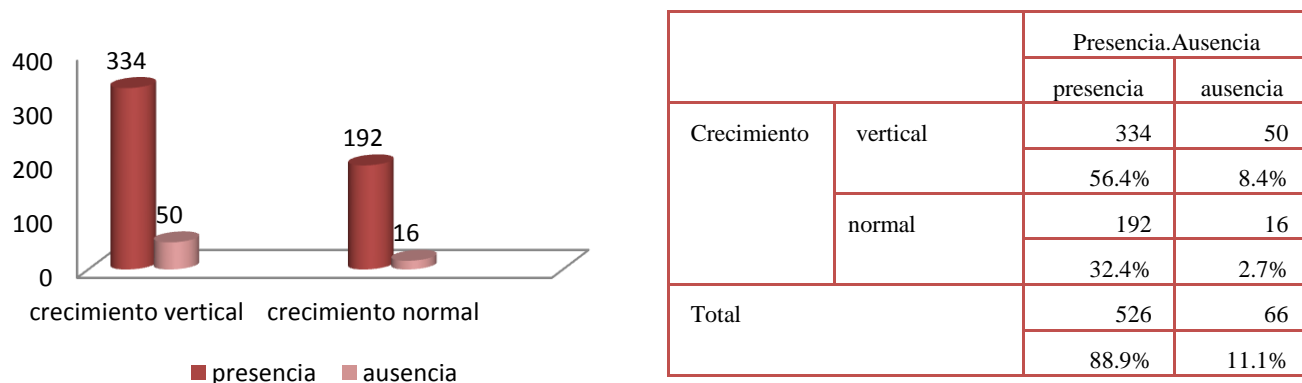 400
300
200
100
0
334
50
192
16
crecimiento vertical crecimiento normal
presencia ausencia
Presencia.Ausencia
presencia ausencia
Crecimiento vertical 334 50
56.4% 8.4%
normal 192 16
32.4% 2.7%
Total 526 66
88.9% 11.1%